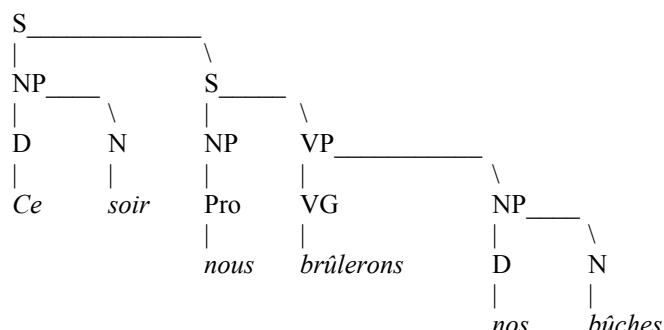 S
NP S
D N NP VP
Ce soir Pro VG NP
nous brûlerons D N
nos bûches